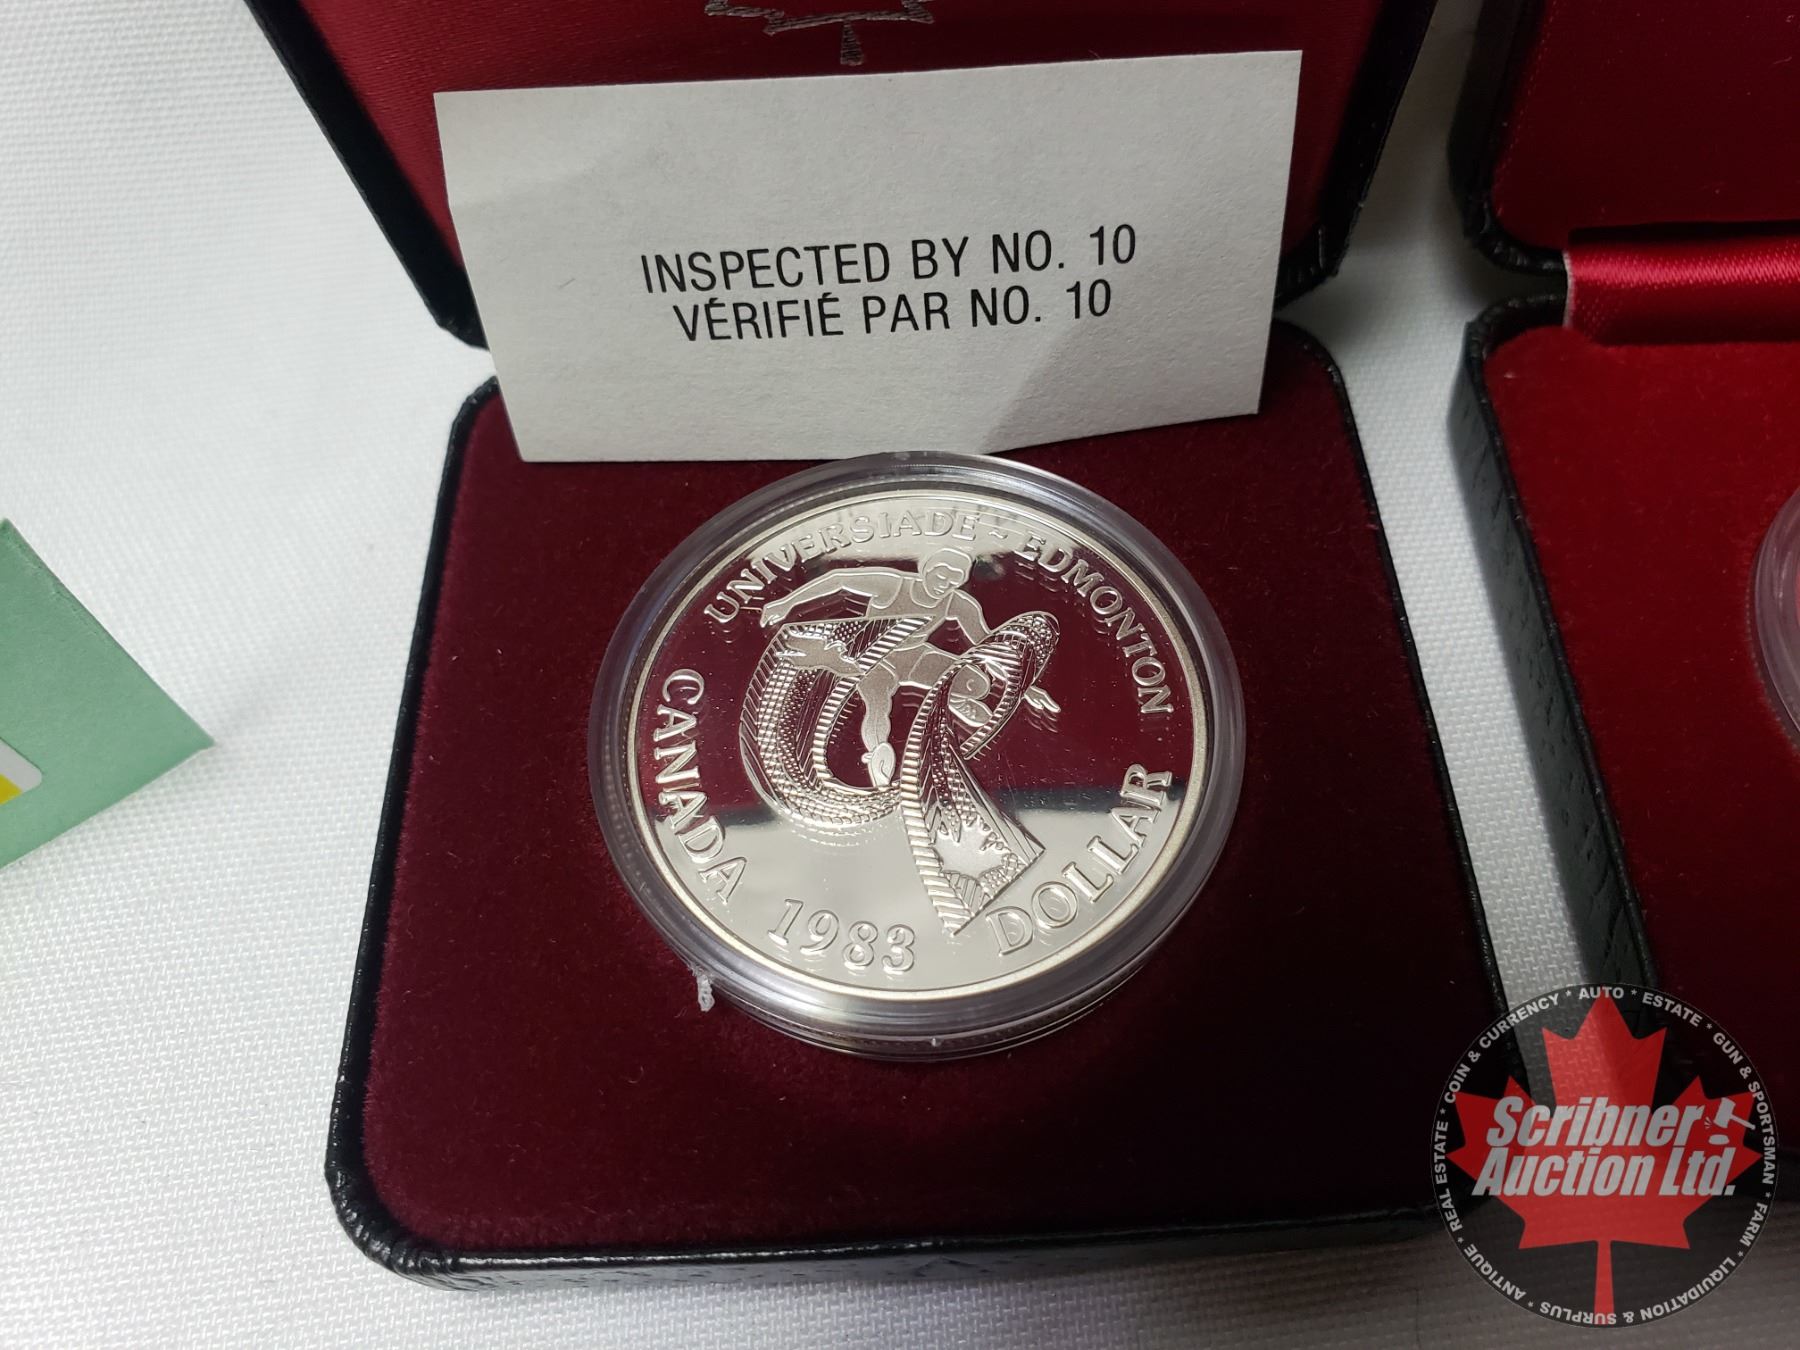 INSPECTED BY NO. 10
VÉRIFIÉ PAR NO. 10
UNIVERSIADE ~ EDMONTON
CANADA 1983 DOLLAR
Scribner
Auction Ltd.
* COIN & CURRENCY * AUTO * ESTATE * GUN & SPORTSMAN * FARM * LIQUIDATION & SURPLUS * ANTIQUE * REAL ESTATE